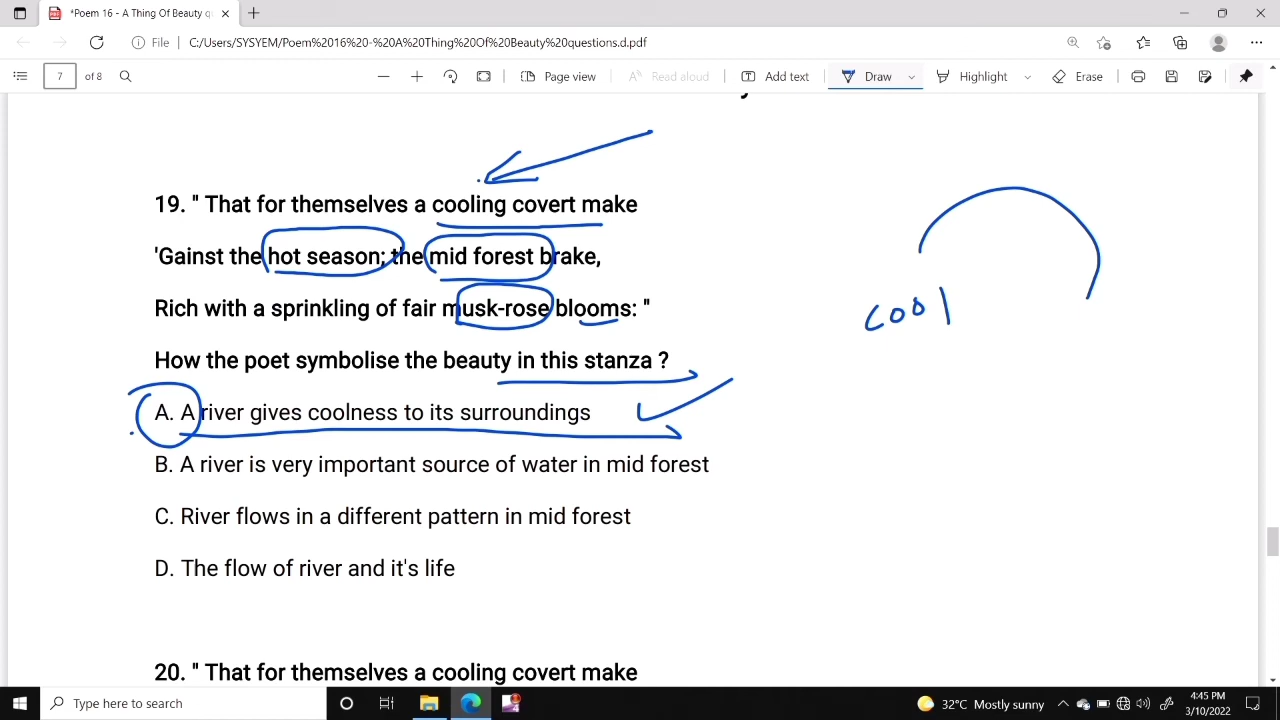 *Poem 16 - A Thing Of Beauty q
File C:/Users/SYSYEM/Poem%2016%20-%20A%20Thing%20Of%20Beauty%20questions.d.pdf
7 of 8 Page view Read aloud Add text Draw Highlight Erase
19. " That for themselves a cooling covert make
'Gainst the hot season; the mid forest brake,
Rich with a sprinkling of fair musk-rose blooms: "
cool
How the poet symbolise the beauty in this stanza ?
A. A river gives coolness to its surroundings
B. A river is very important source of water in mid forest
C. River flows in a different pattern in mid forest
D. The flow of river and it's life
20. " That for themselves a cooling covert make
Type here to search 32°C Mostly sunny 4:45 PM
3/10/2022